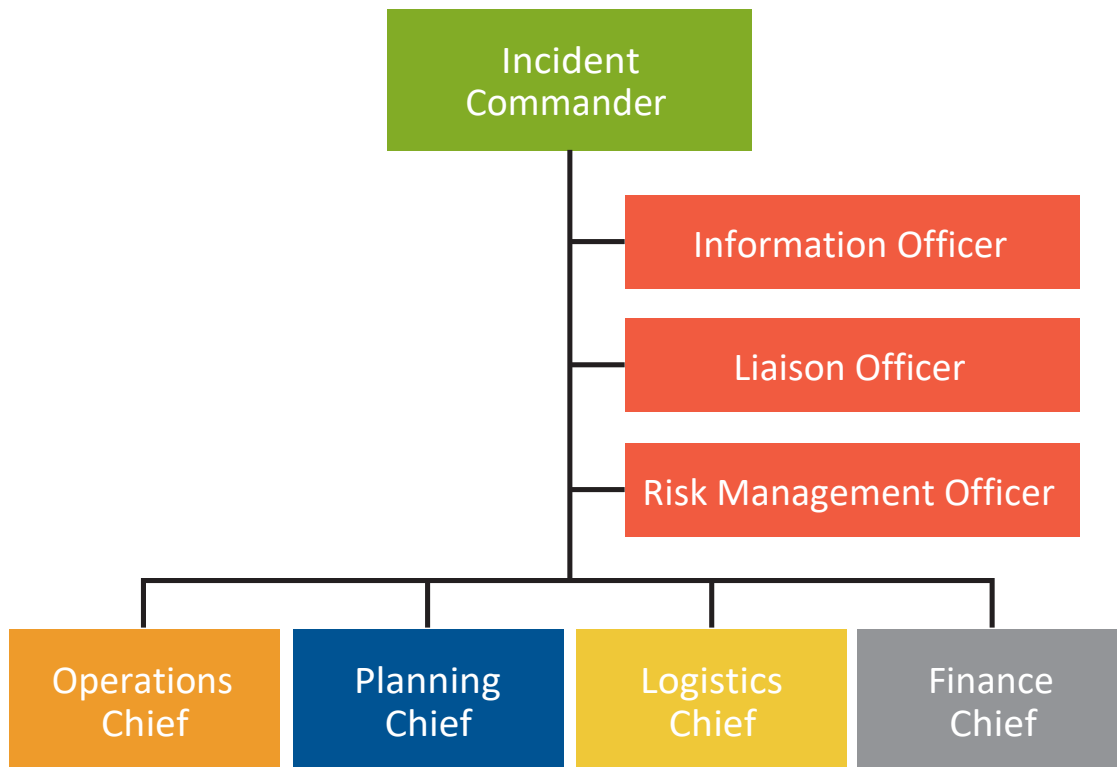 Incident
Commander
Information Officer
Liaison Officer
Risk Management Officer
Operations
Chief
Planning
Chief
Logistics
Chief
Finance
Chief